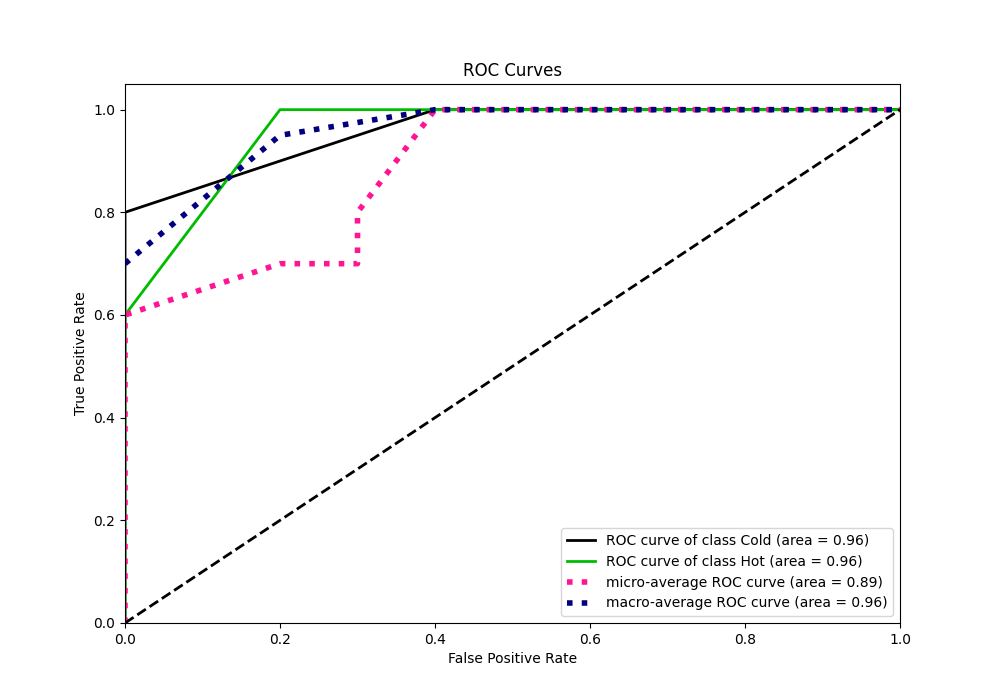 ROC Curves
True Positive Rate
1.0
0.8
0.6
0.4
0.2
0.0
0.0 0.2 0.4 0.6 0.8 1.0
False Positive Rate
ROC curve of class Cold (area = 0.96)
ROC curve of class Hot (area = 0.96)
micro-average ROC curve (area = 0.89)
macro-average ROC curve (area = 0.96)